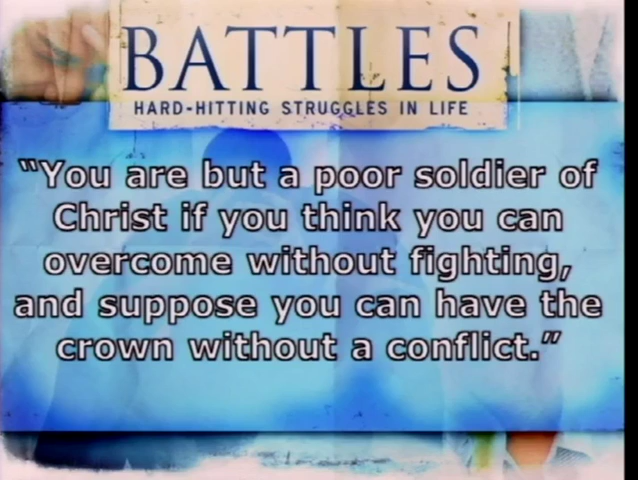 BATTLES
HARD-HITTING STRUGGLES IN LIFE
“You are but a poor soldier of
Christ if you think you can
overcome without fighting,
and suppose you can have the
crown without a conflict.”